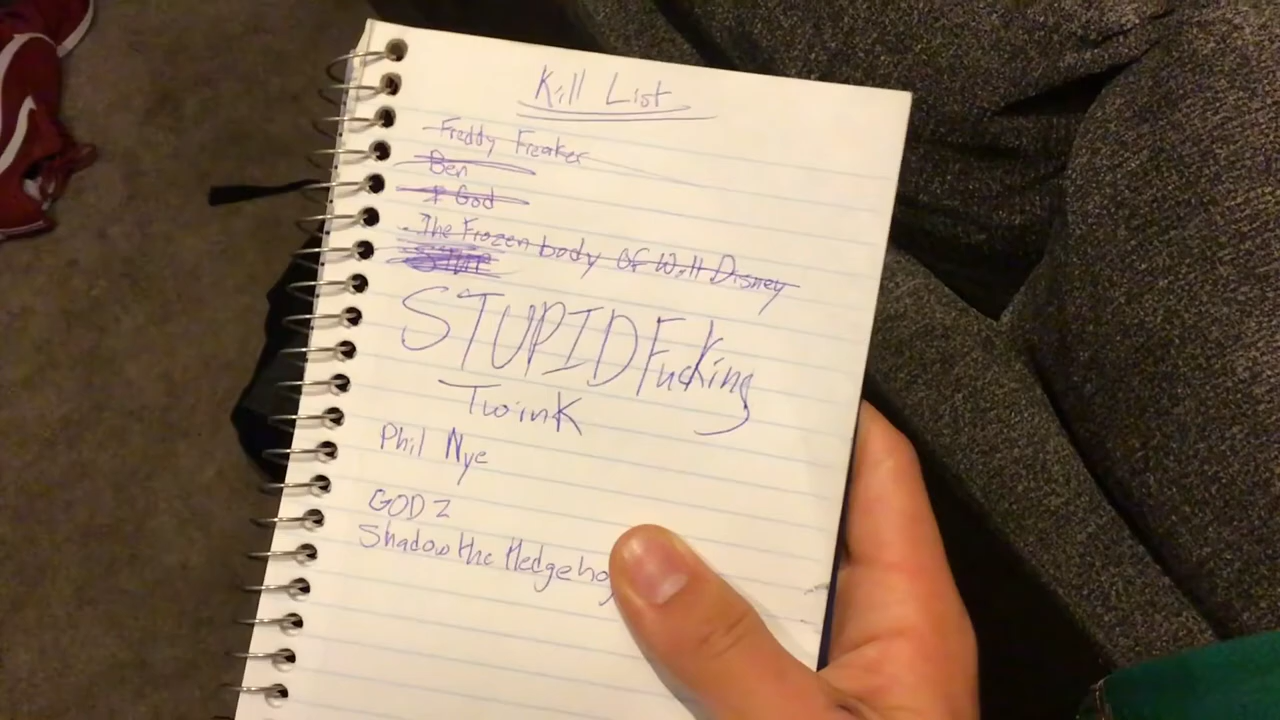 Kill List
- Freddy Freaker
Ben
God
- The Frozen body Of Walt Disney
STUPID Fucking
Twink
Phil Nye
GOD 2
Shadow the Hedgehog